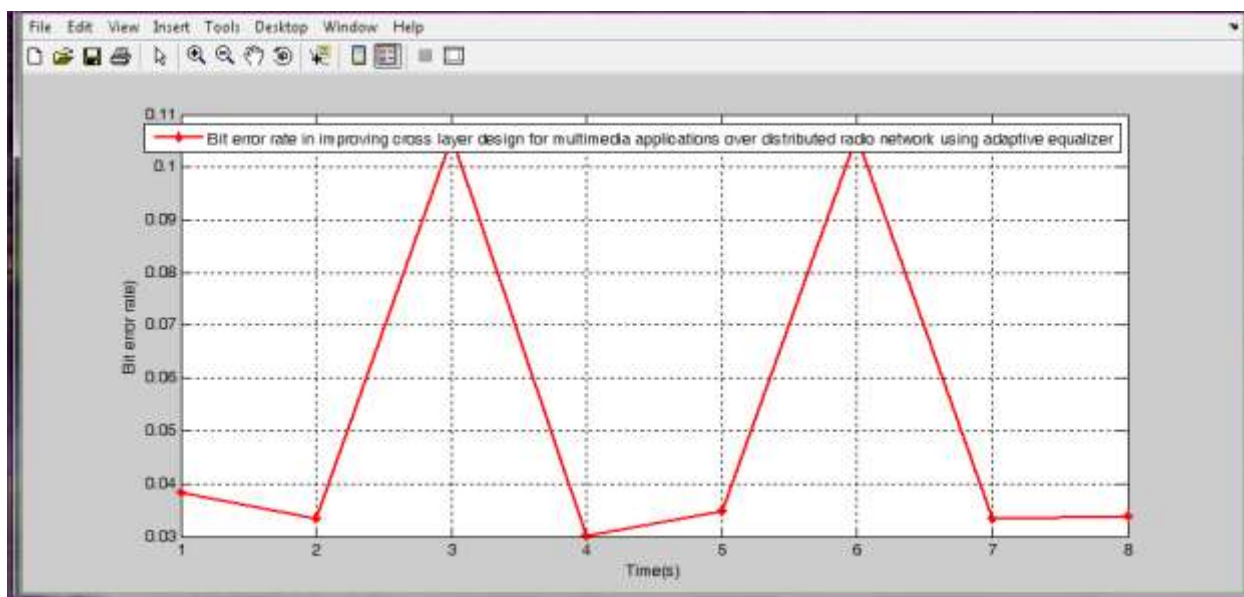 File Edit View Insert Tools Desktop Window Help
0.11
Bit error rate in improving cross layer design for multimedia applications over distributed radio network using adaptive equalizer
0.1
0.09
0.08
0.07
0.06
0.05
0.04
0.03
Bit error rate)
1 2 3 4 5 6 7 8
Time(s)